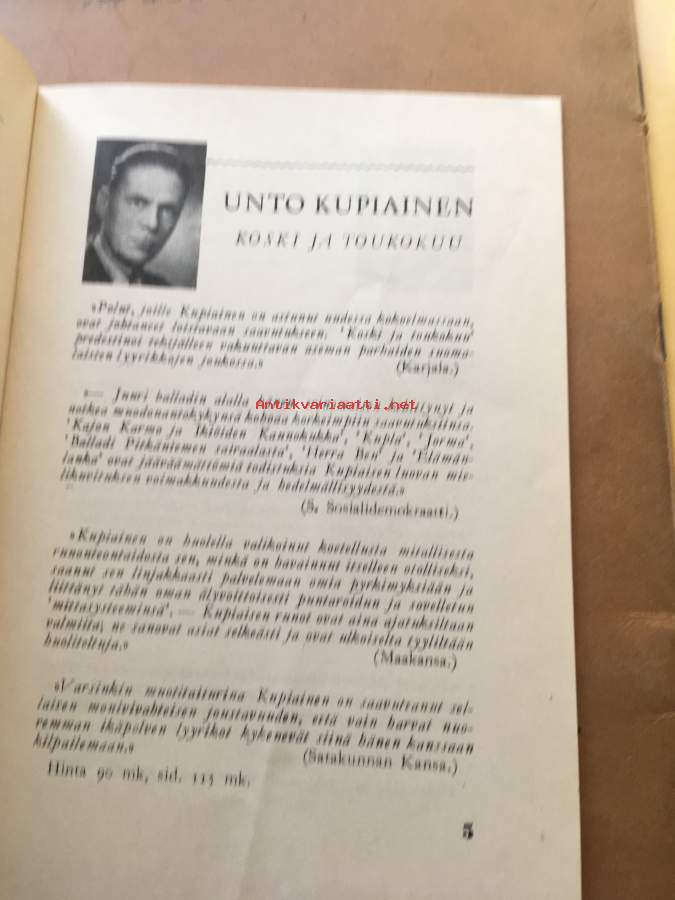 UNTO KUPIAINEN
KOSKI JA TOUKOKUU
»Polut, joille Kupiainen on astunut uudessa kokoelmassaan,
ovat johtaneet loistavaan saavutukseen. 'Koski ja toukokuu'
predestinoi tekijälleen vakuuttavan aseman parhaiden suoma-
laisten lyyrikkojen joukossa.»
(Karjala.)
»— Juuri balladin alalla kehittynyt ja
notkea muodonantokykynsä kohoaa korkeimpiin saavutuksiinsa.
'Kajon Karmo ja Ikiöiden Kannokukka', 'Kupla', 'Jorma',
'Balladi Pitkäniemen sairaalasta', 'Herra Ben' ja 'Elämän-
lanka' ovat jääväämättömiä todistuksia Kupiaisen luovan mie-
likuvituksen voimakkuudesta ja hedelmällisyydestä.»
(S. Sosialidemokraatti.)
»Kupiainen on huolella valikoinut koetellusta mitallisesta
runonteontaidosta sen, minkä on havainnut itselleen otolliseksi,
saanut sen linjakkaasti palvelemaan omia pyrkimyksiään ja
liittänyt tähän oman älyvoittoisesti puntaroidun ja sovelletun
'mittasysteeminsä'. — Kupiaisen runot ovat aina ajatuksiltaan
valmiita, ne sanovat asiat selkeästi ja ovat ulkoiselta tyyliltään
huoliteltuja.»
(Maakansa.)
»Varsinkin muotitaiturina Kupiainen on saavuttanut sel-
laisen monivivahteisen joustavuuden, että vain harvat nuo-
remman ikäpolven lyyrikot kykenevät siinä hänen kanssaan
kilpailemaan.»
(Satakunnan Kansa.)
Hinta 90 mk, sid. 115 mk.
5
Antikvariaatti.net